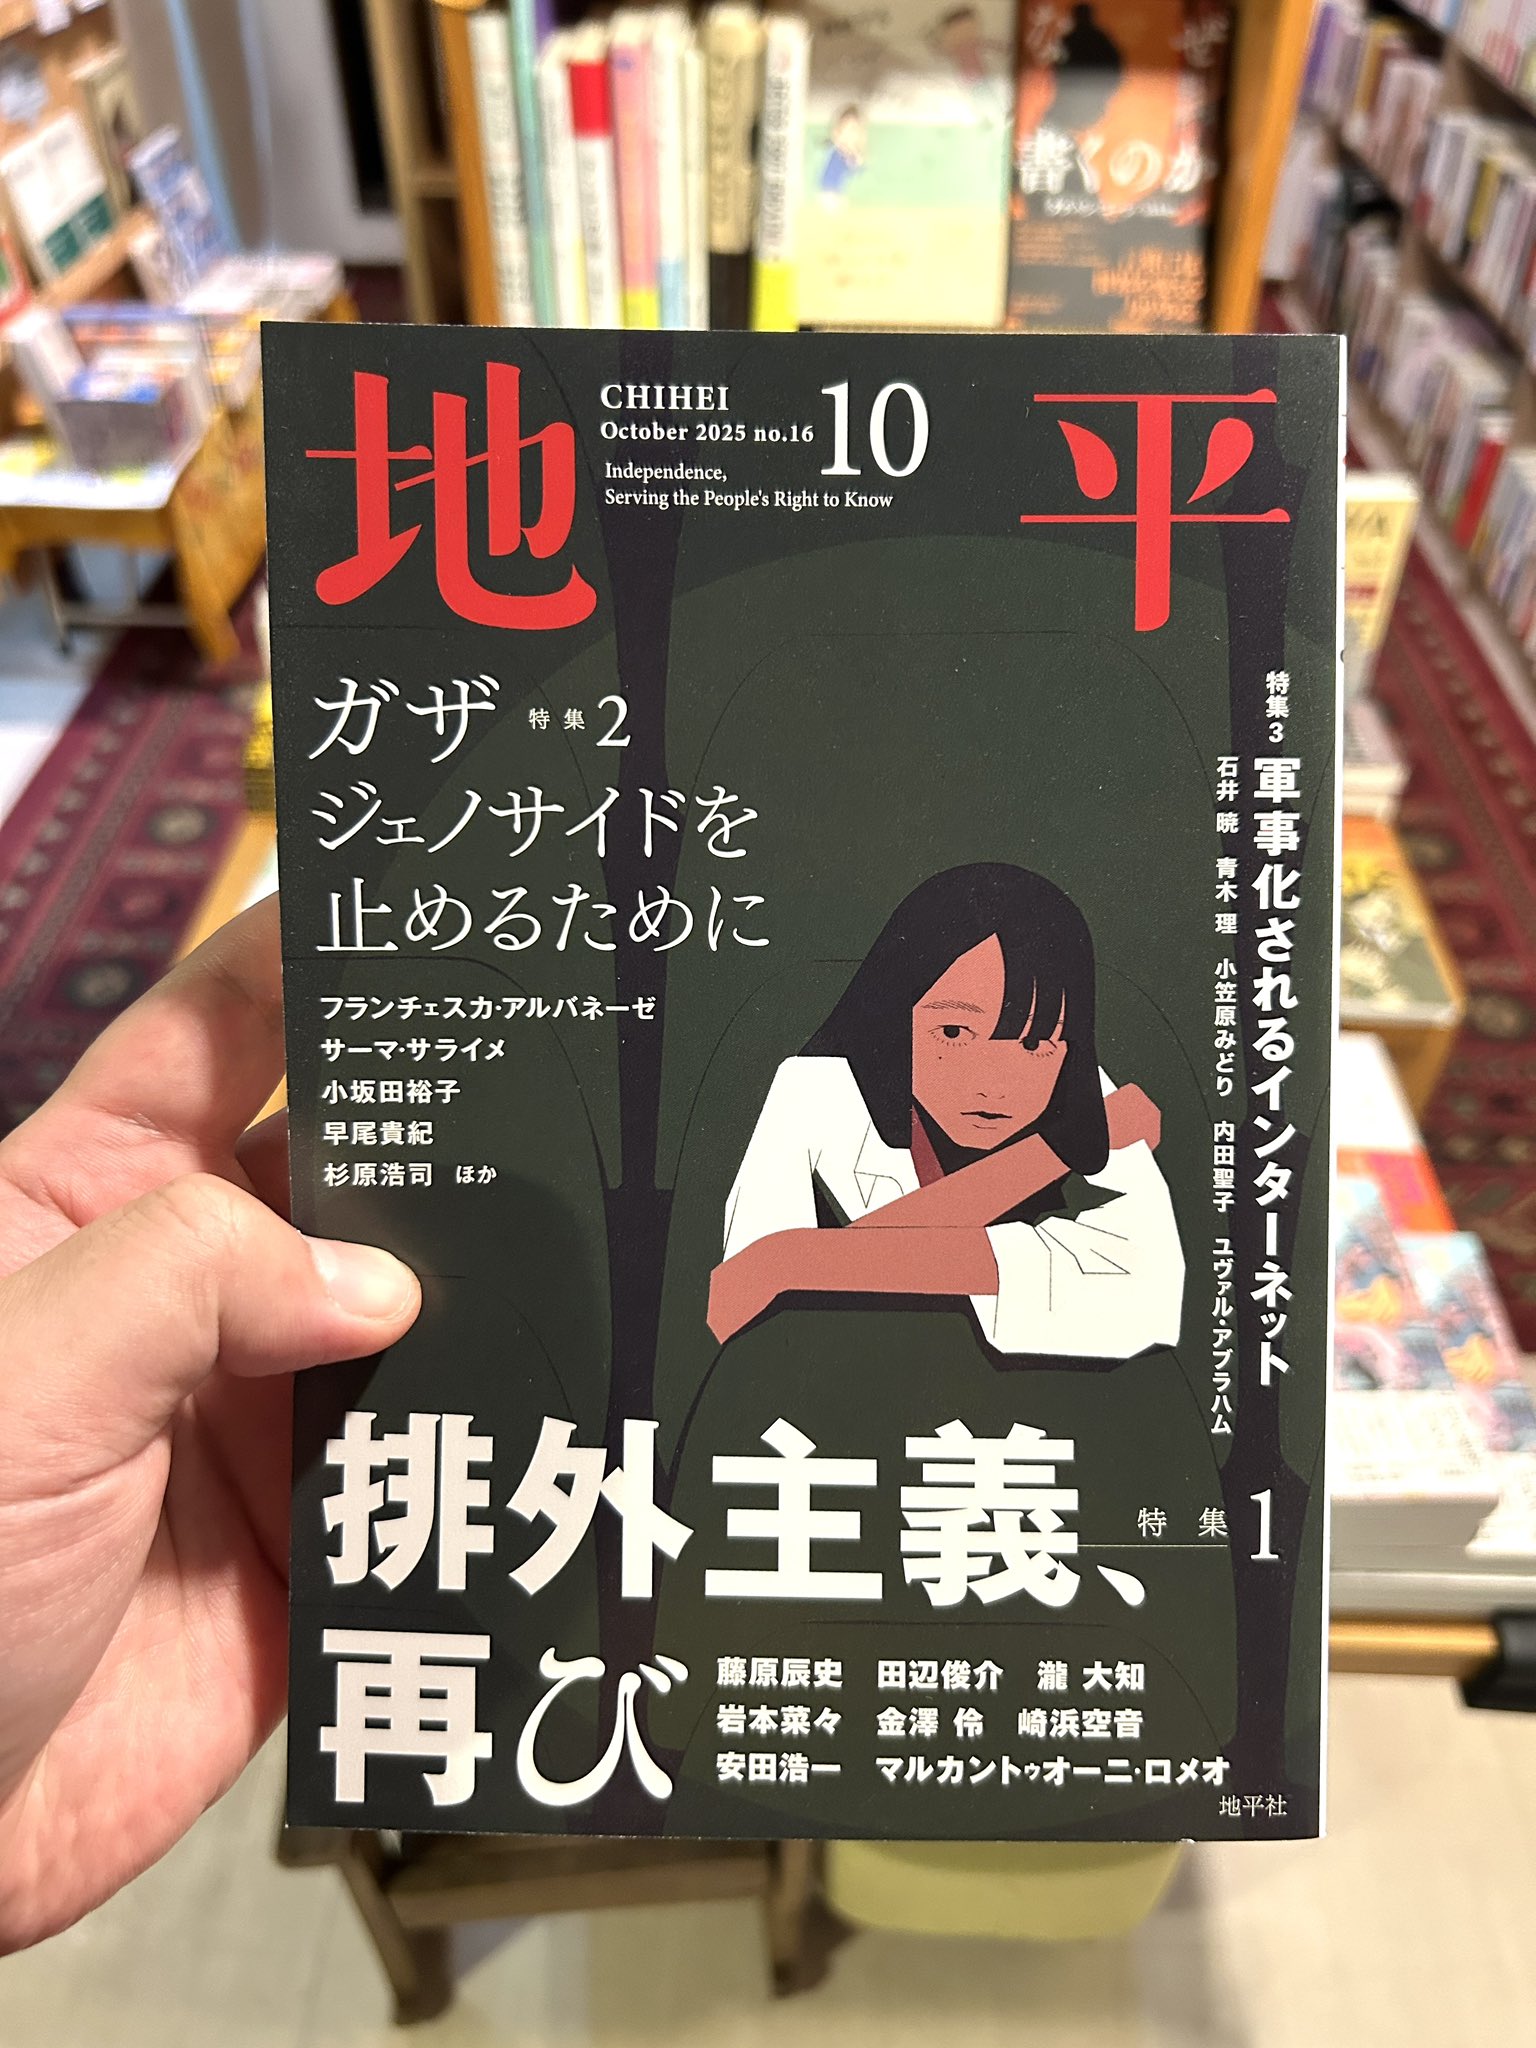 地平
CHIHEI
October 2025 no.16
10
Independence,
Serving the People's Right to Know
ガザ 特集2
ジェノサイドを
止めるために
フランチェスカ・アルバネーゼ
サーマ・サライメ
小坂田裕子
早尾貴紀
杉原浩司 ほか
特集3 軍事化されるインターネット
石井 暁 青木 理 小笠原みどり 内田聖子 ユヴァル・アブラハム
排外主義、
特集1
再び
藤原辰史 田辺俊介 瀧 大知
岩本菜々 金澤 伶 崎浜空音
安田浩一 マルカントゥオーニ・ロメオ
地平社
なぜ
書くのか